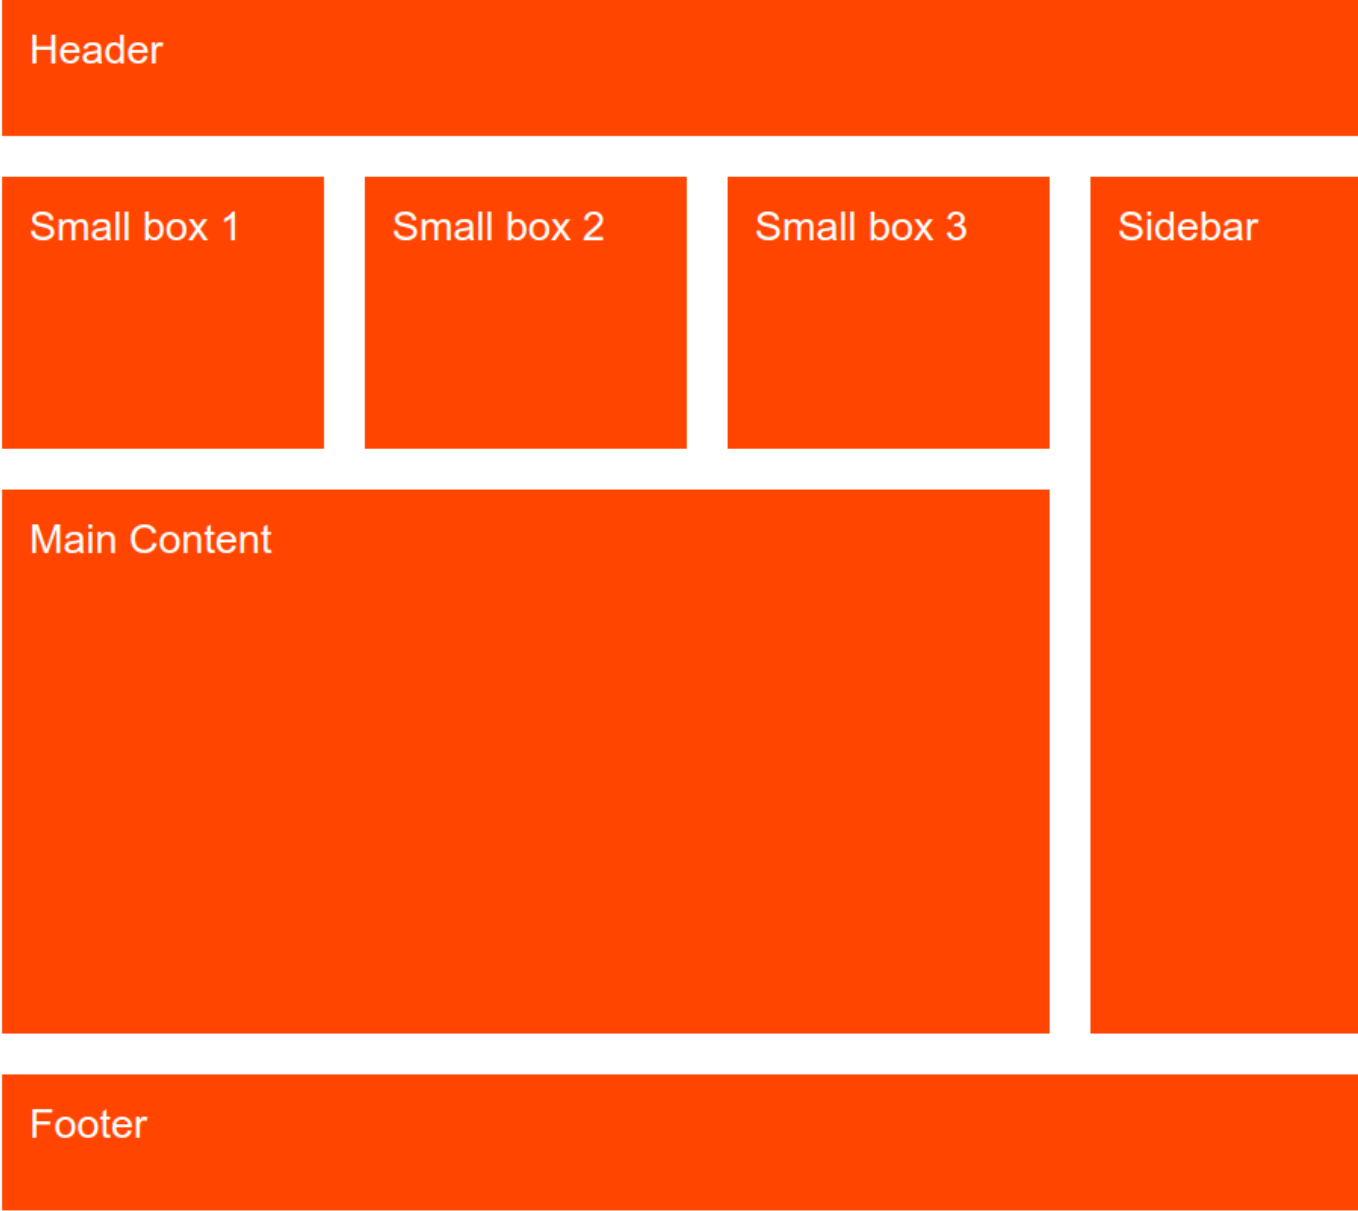 Header
Small box 1
Small box 2
Small box 3
Sidebar
Main Content
Footer